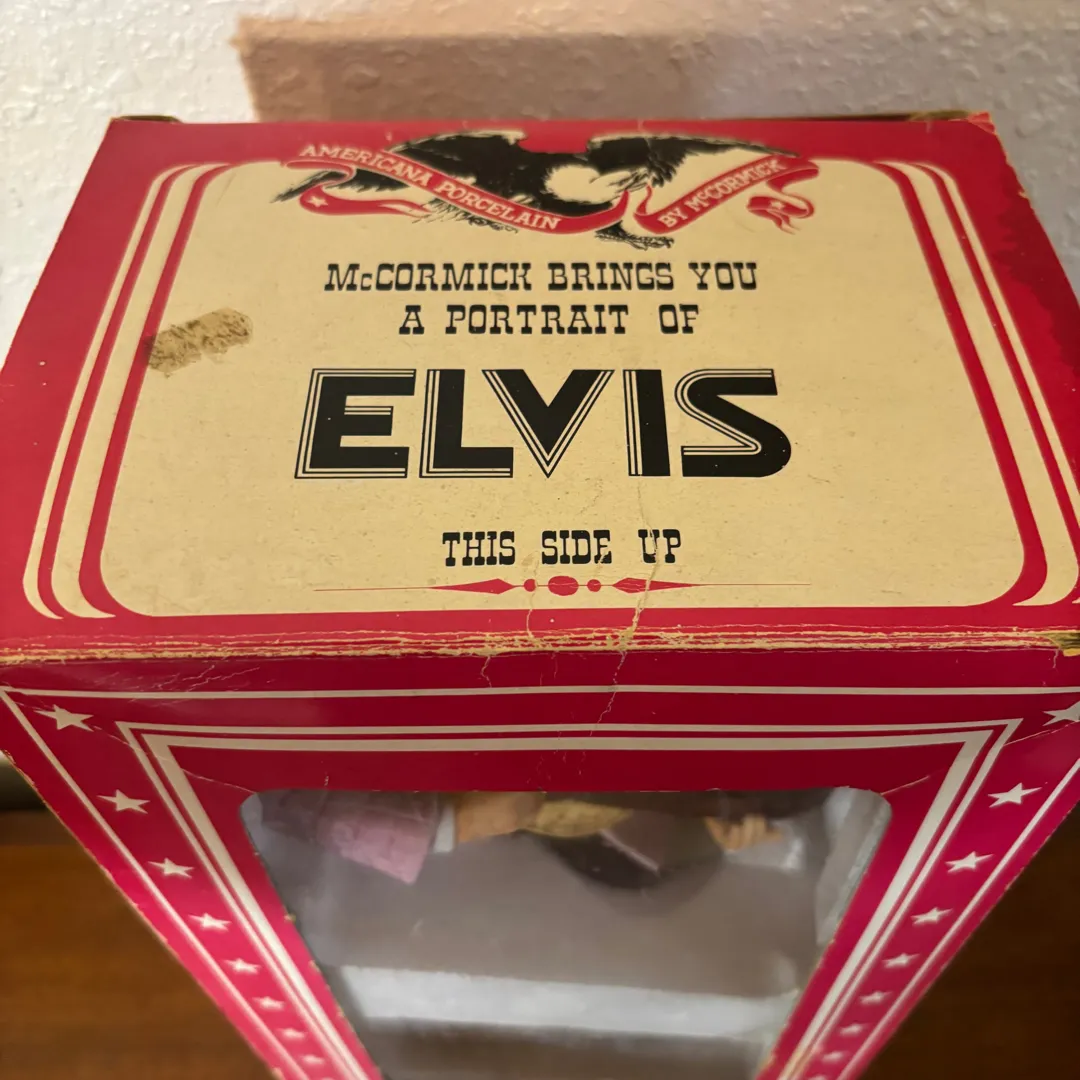 AMERICANA PORCELAIN BY McCORMICK
McCORMICK BRINGS YOU
A PORTRAIT OF
ELVIS
THIS SIDE UP